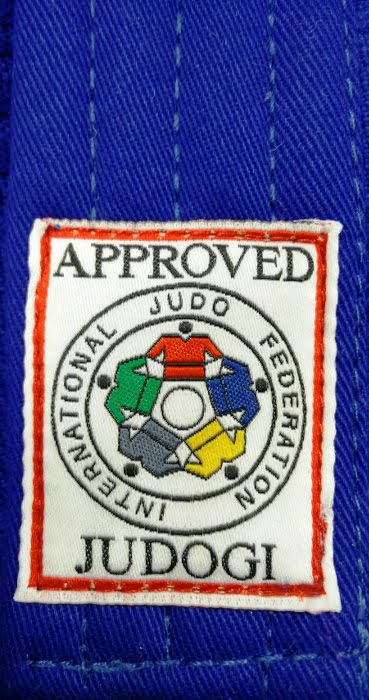 APPROVED
INTERNATIONAL JUDO FEDERATION
JUDOGI